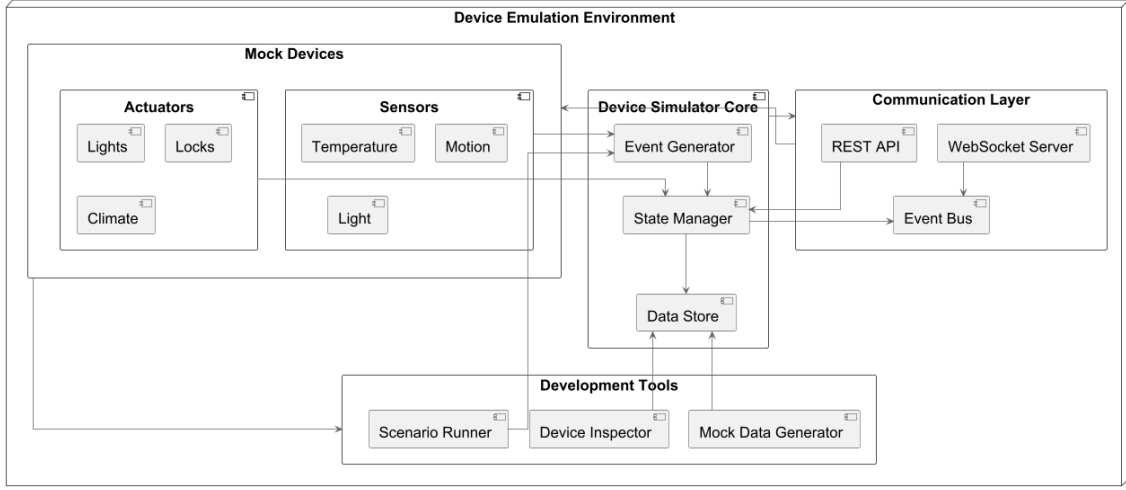 Device Emulation Environment
Mock Devices
Actuators
Lights
Locks
Climate
Sensors
Temperature
Motion
Light
Device Simulator Core
Event Generator
State Manager
Data Store
Communication Layer
REST API
WebSocket Server
Event Bus
Development Tools
Scenario Runner
Device Inspector
Mock Data Generator